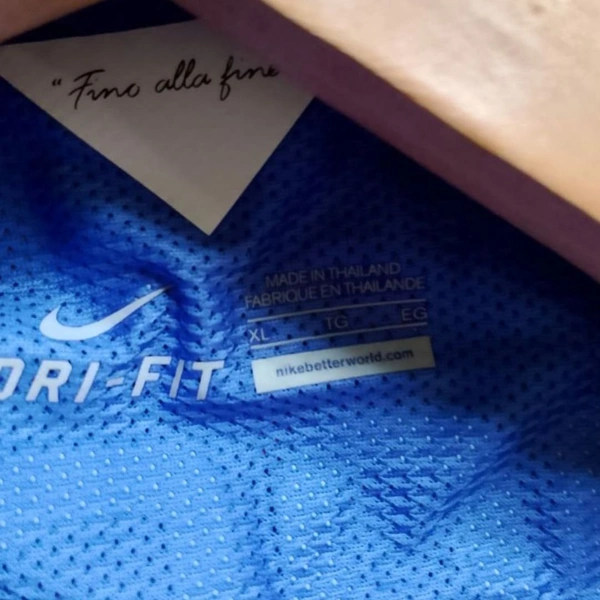 "Fino alla fine
MADE IN THAILAND
FABRIQUE EN THAILANDE
XL TG EG
nikebetterworld.com
DRI-FIT